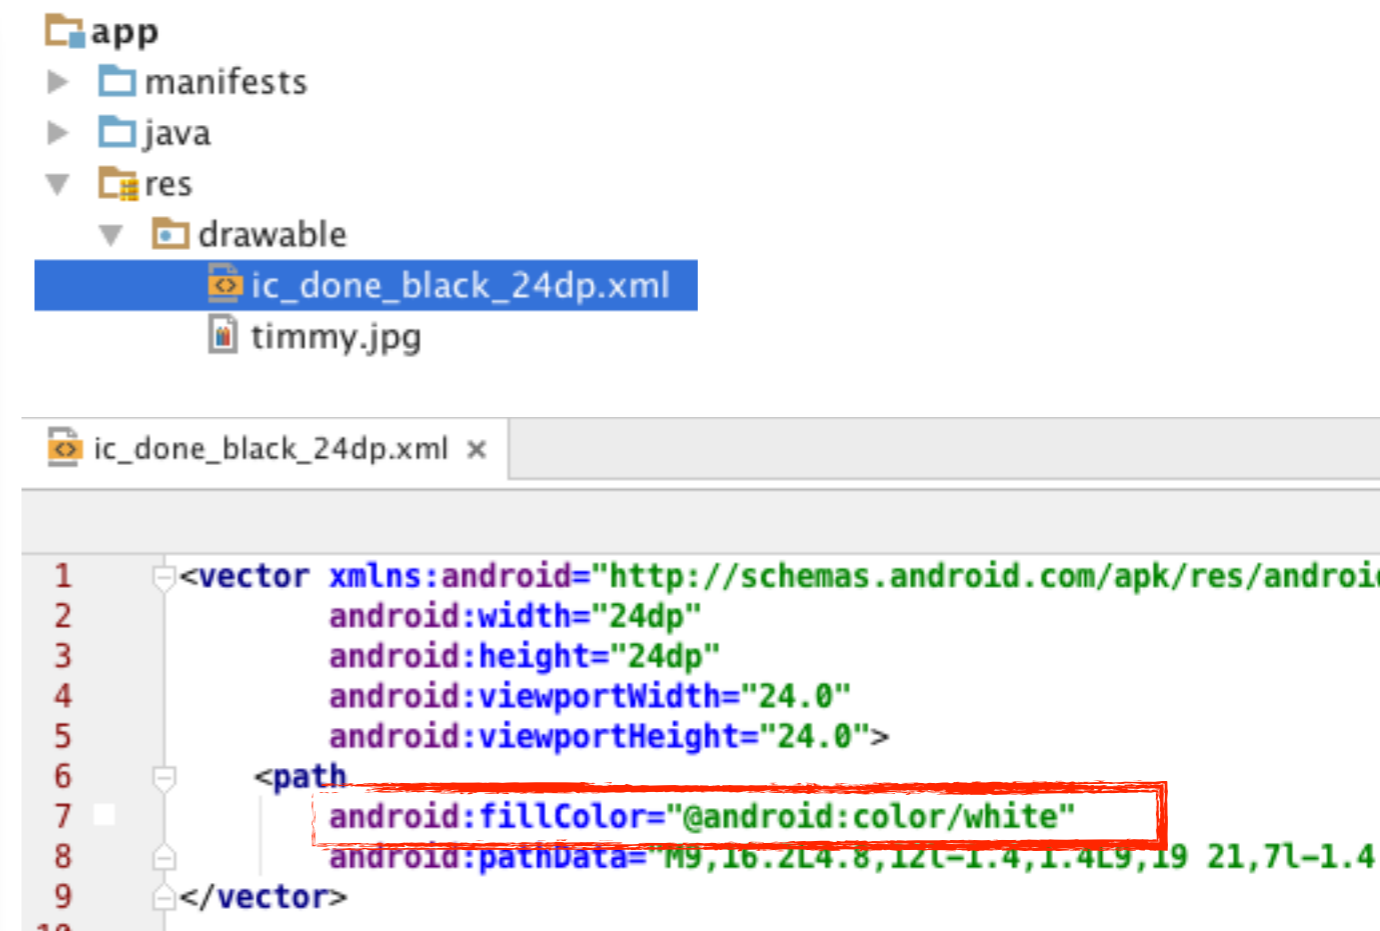 app
manifests
java
res
drawable
ic_done_black_24dp.xml
timmy.jpg
ic_done_black_24dp.xml
1 <vector xmlns:android="http://schemas.android.com/apk/res/android
2 android:width="24dp"
3 android:height="24dp"
4 android:viewportWidth="24.0"
5 android:viewportHeight="24.0">
6 <path
7 android:fillColor="@android:color/white"
8 android:pathData="M9,16.2L4.8,12l-1.4,1.4L9,19 21,7l-1.4
9 </vector>
10